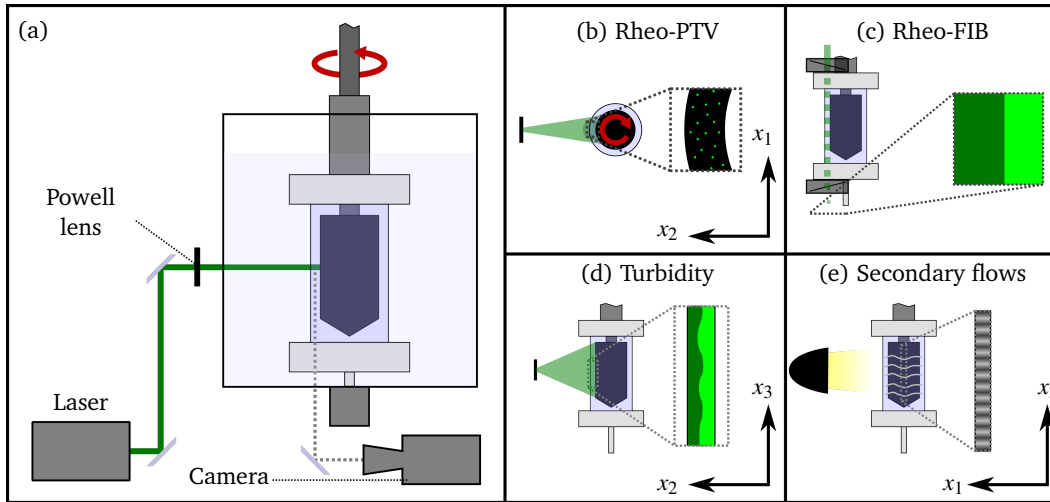 (a)
Powell
lens
Laser
Camera
(b) Rheo-PTV
x₁
x₂
(c) Rheo-FIB
(d) Turbidity
x₃
x₂
(e) Secondary flows
x
x₁